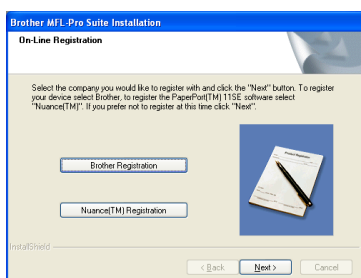 Brother MFL-Pro Suite Installation
On-Line Registration
Select the company you would like to register with and click the "Next" button. To register
your device select Brother, to register the PaperPort(TM) 11SE software select
"Nuance(TM)". If you prefer not to register at this time click "Next".
Brother Registration
Product Registration
Nuance(TM) Registration
InstallShield
< Back Next > Cancel